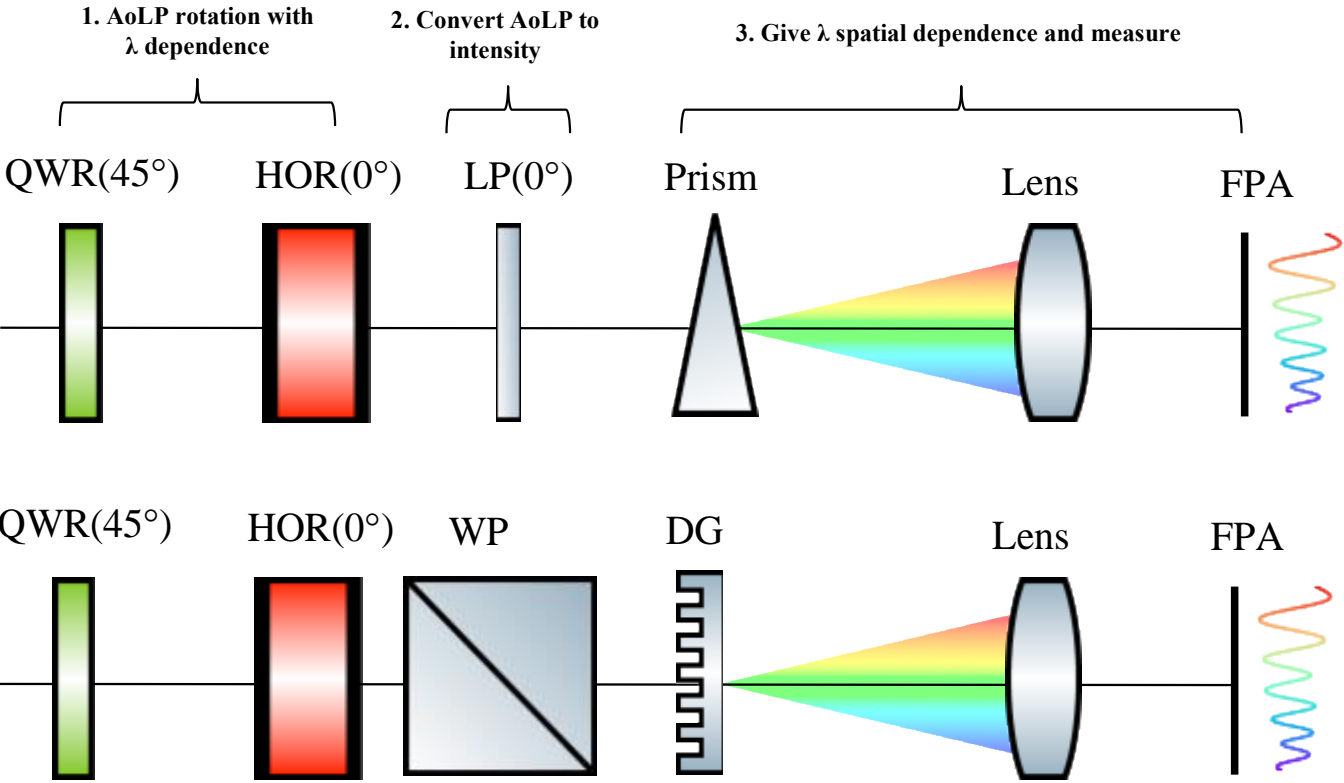 1. AoLP rotation with
λ dependence
2. Convert AoLP to
intensity
3. Give λ spatial dependence and measure
QWR(45°) HOR(0°) LP(0°) Prism Lens FPA
QWR(45°) HOR(0°) WP DG Lens FPA